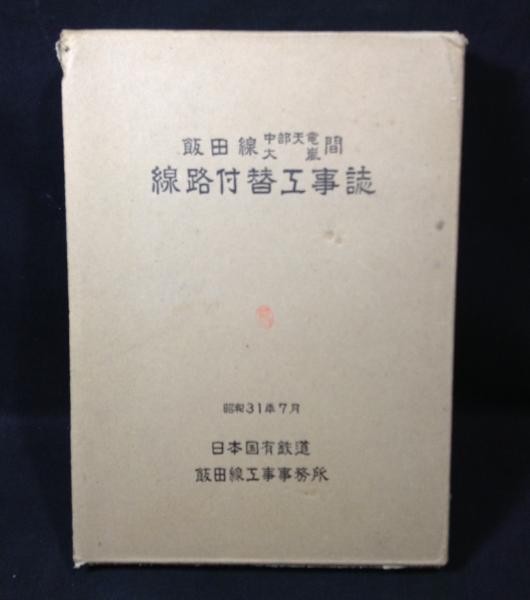 飯田線中部天竜大嵐間
線路付替工事誌
昭和31年7月
日本国有鉄道
飯田線工事事務所